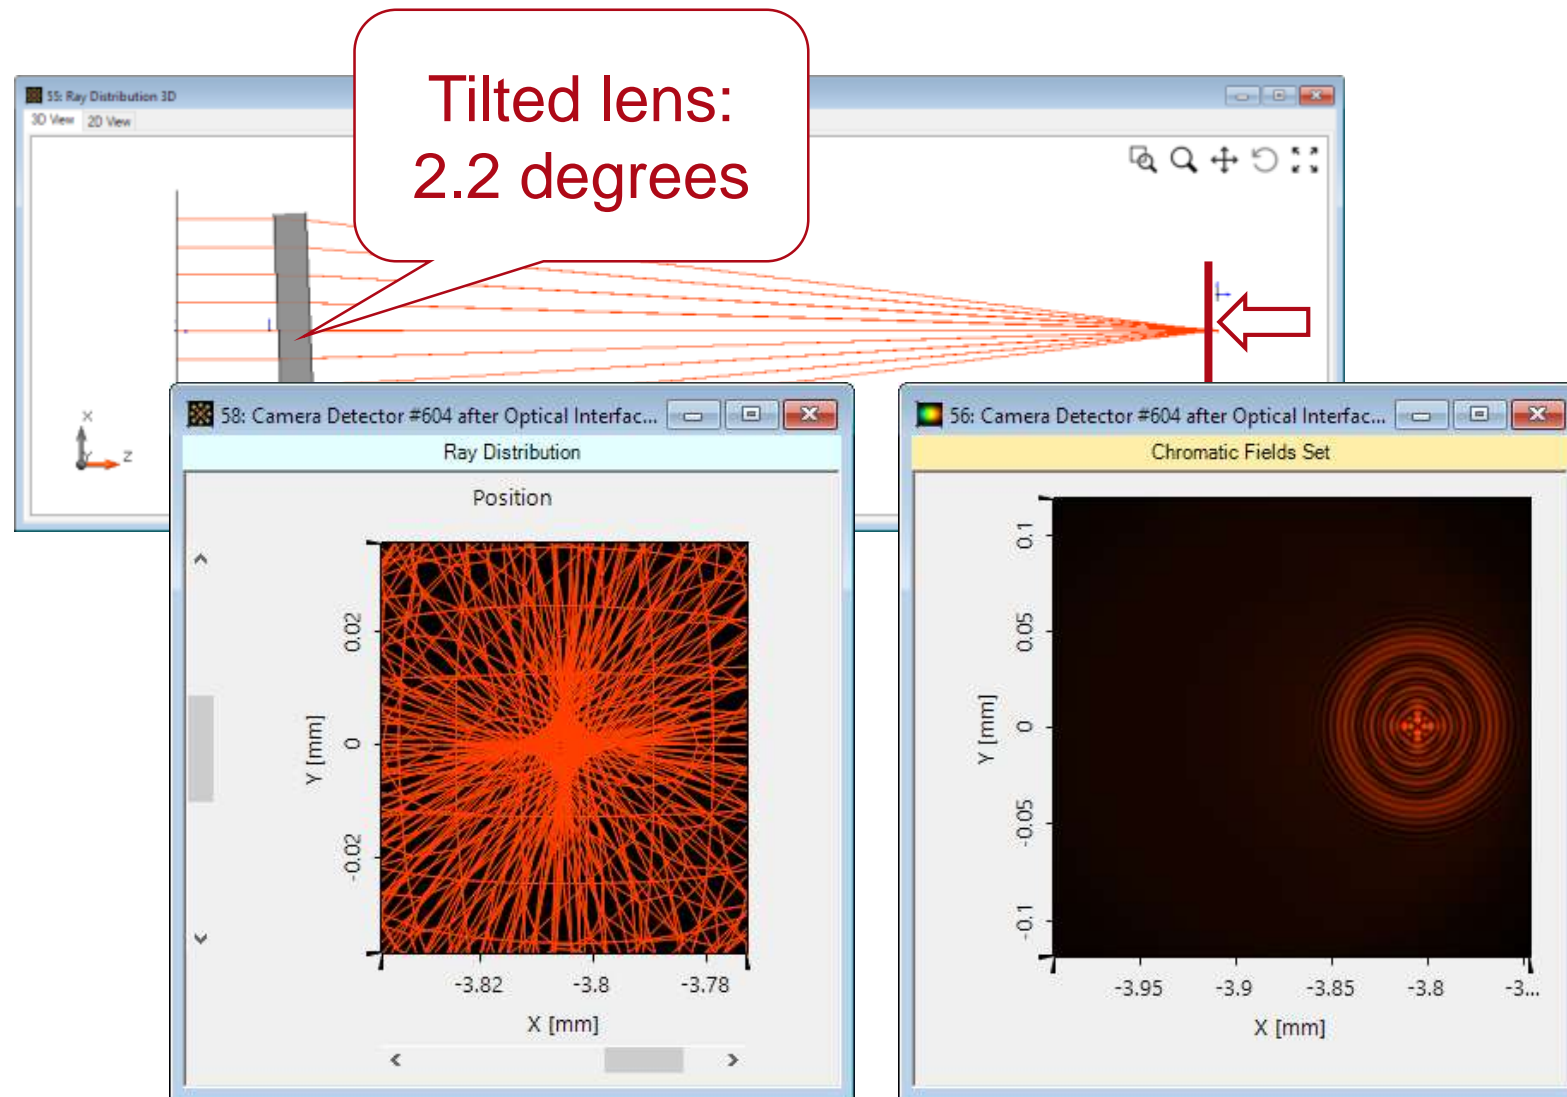 Tilted lens:
2.2 degrees
55: Ray Distribution 3D
3D View 2D View
X
Y
Z
58: Camera Detector #604 after Optical Interfac...
Ray Distribution
Position
0.02
0
-0.02
Y [mm]
-3.82 -3.8 -3.78
X [mm]
56: Camera Detector #604 after Optical Interfac...
Chromatic Fields Set
0.1
0.05
0
-0.05
-0.1
Y [mm]
-3.95 -3.9 -3.85 -3.8 -3...
X [mm]